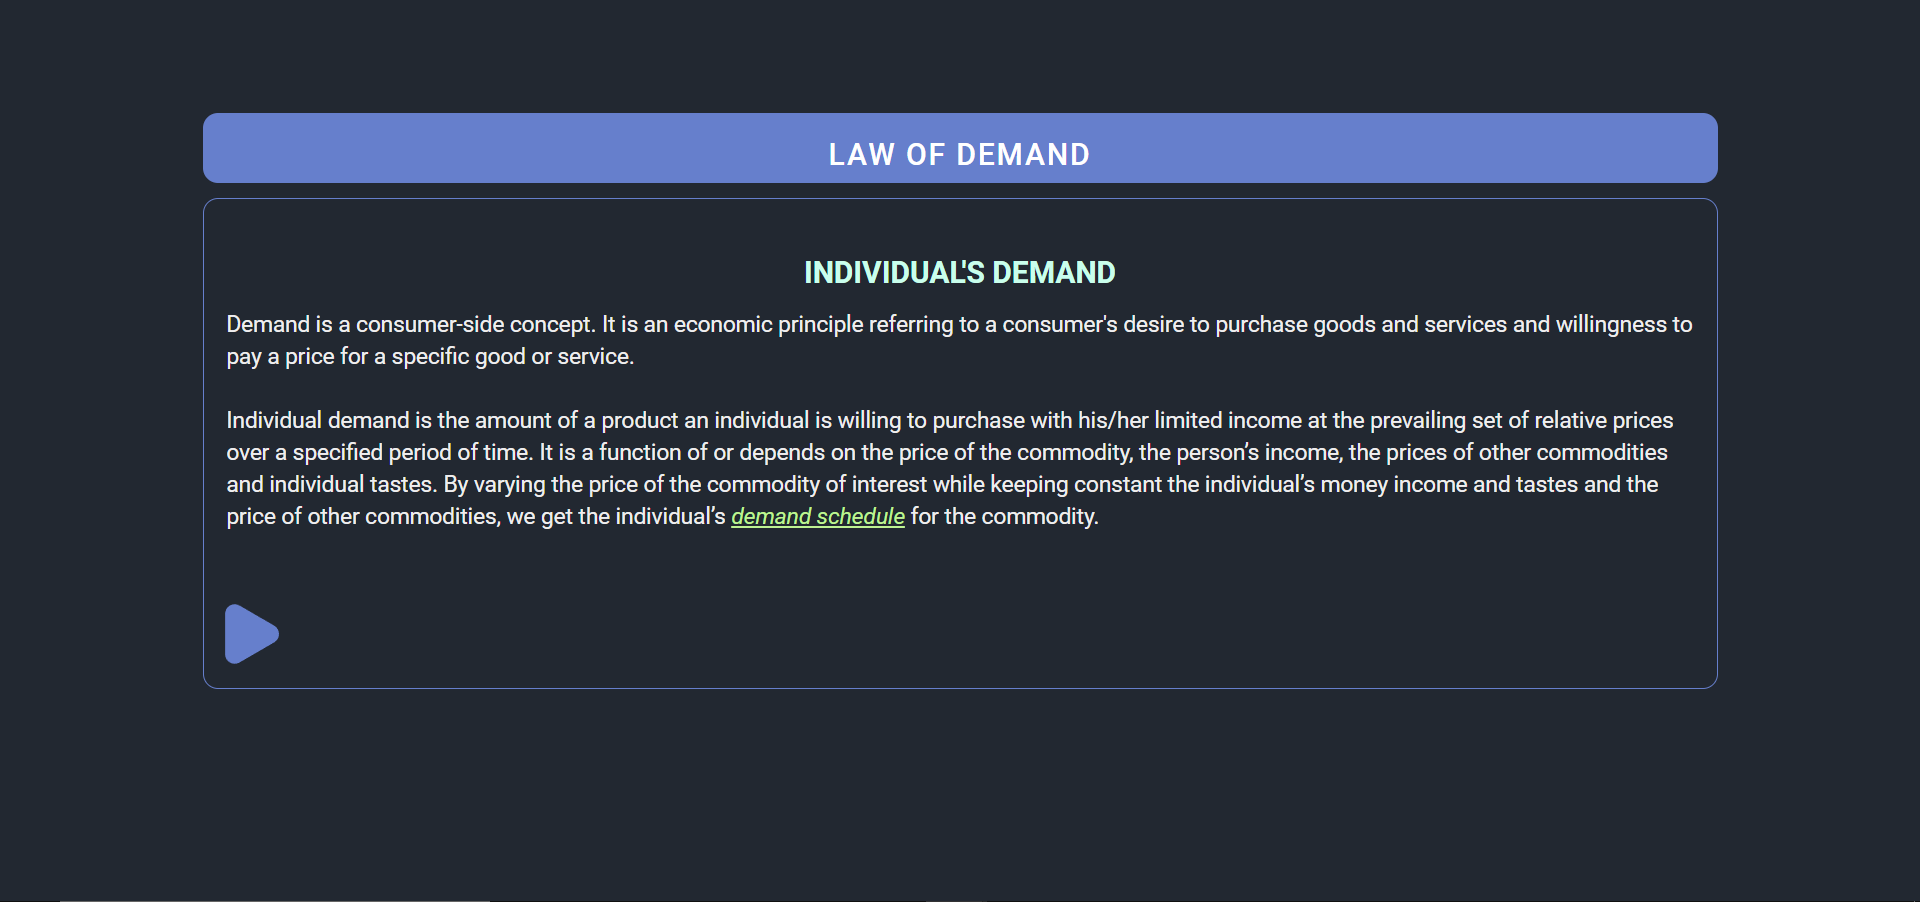 LAW OF DEMAND
INDIVIDUAL'S DEMAND
Demand is a consumer-side concept. It is an economic principle referring to a consumer's desire to purchase goods and services and willingness to
pay a price for a specific good or service.
Individual demand is the amount of a product an individual is willing to purchase with his/her limited income at the prevailing set of relative prices
over a specified period of time. It is a function of or depends on the price of the commodity, the person’s income, the prices of other commodities
and individual tastes. By varying the price of the commodity of interest while keeping constant the individual’s money income and tastes and the
price of other commodities, we get the individual’s demand schedule for the commodity.